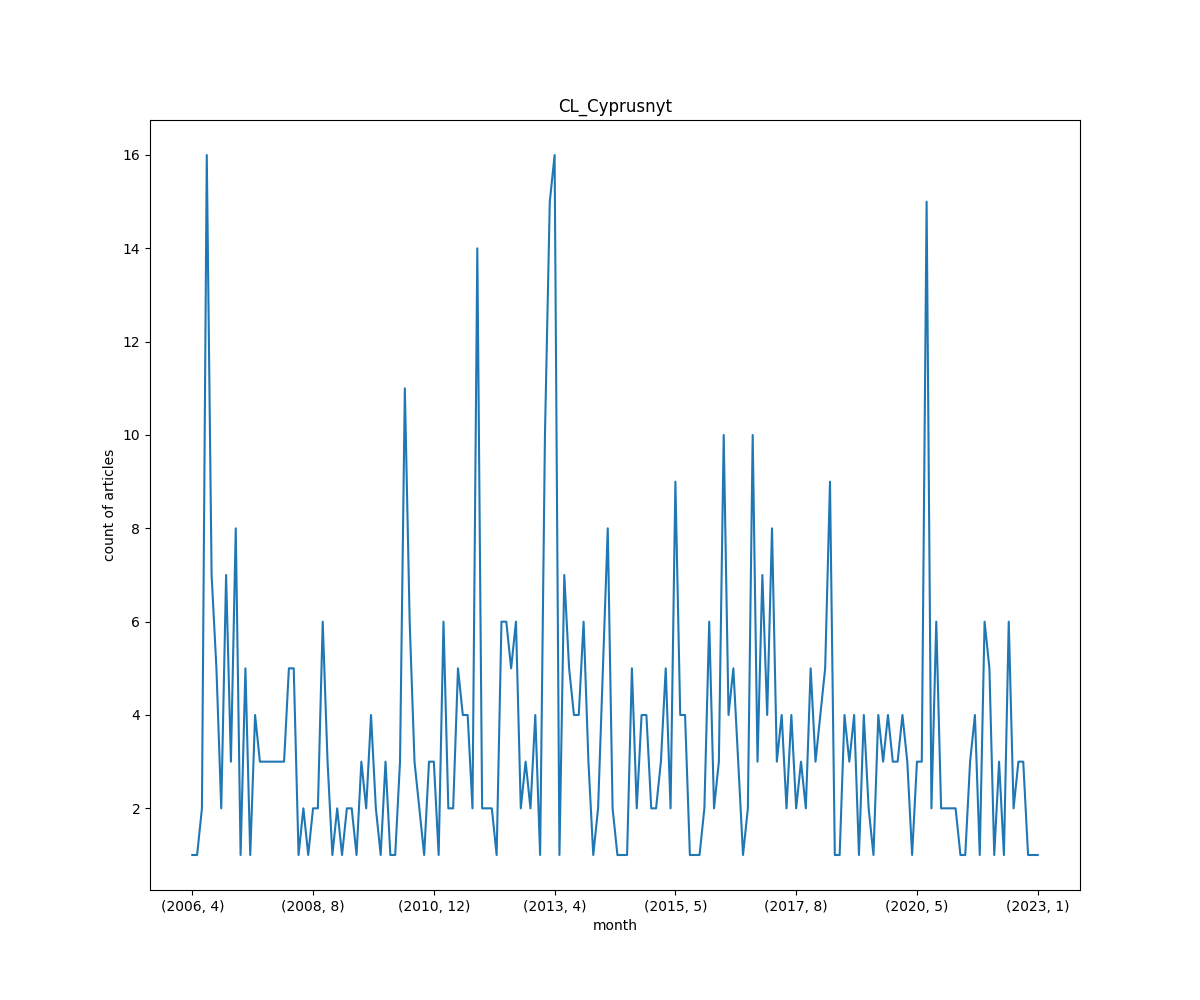 CL_Cyprusnyt
16
14
12
10
8
6
4
2
count of articles
(2006, 4) (2008, 8) (2010, 12) (2013, 4) (2015, 5) (2017, 8) (2020, 5) (2023, 1)
month